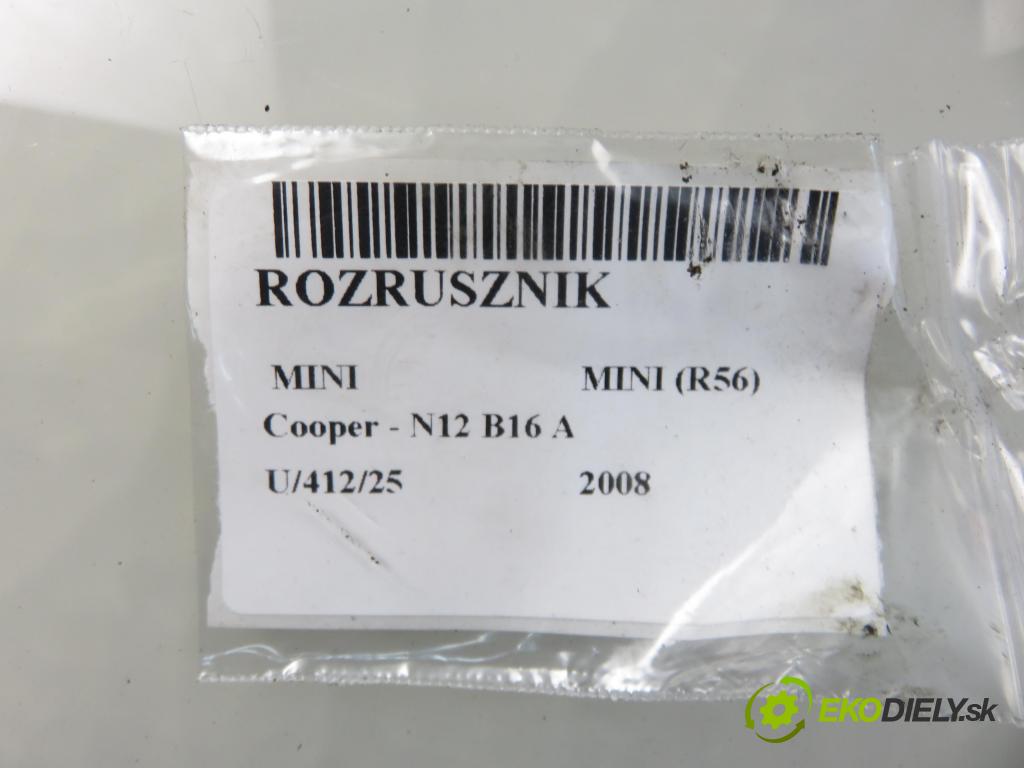 ROZRUSZNIK
MINI MINI (R56)
Cooper - N12 B16 A
U/412/25 2008
EKODIELY.sk